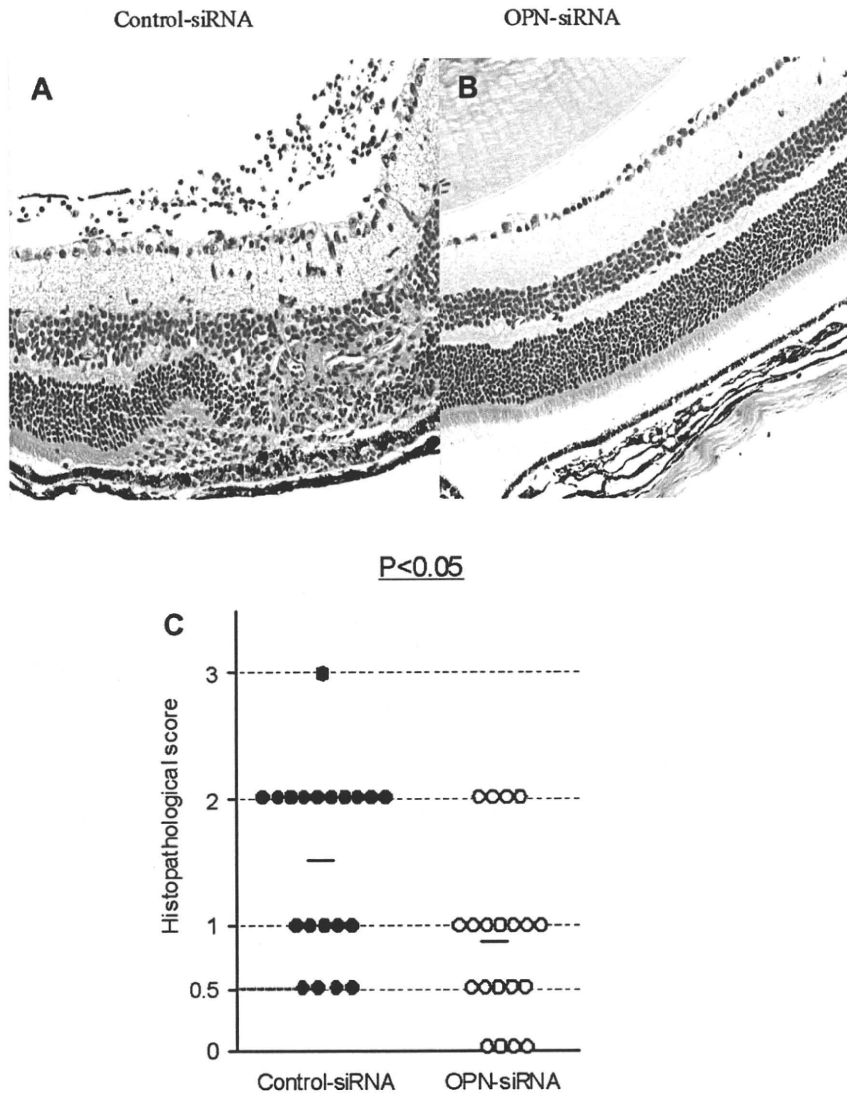 Control-siRNA OPN-siRNA
A B
P<0.05
C
Histopathological score
3
2
1
0.5
0
Control-siRNA OPN-siRNA